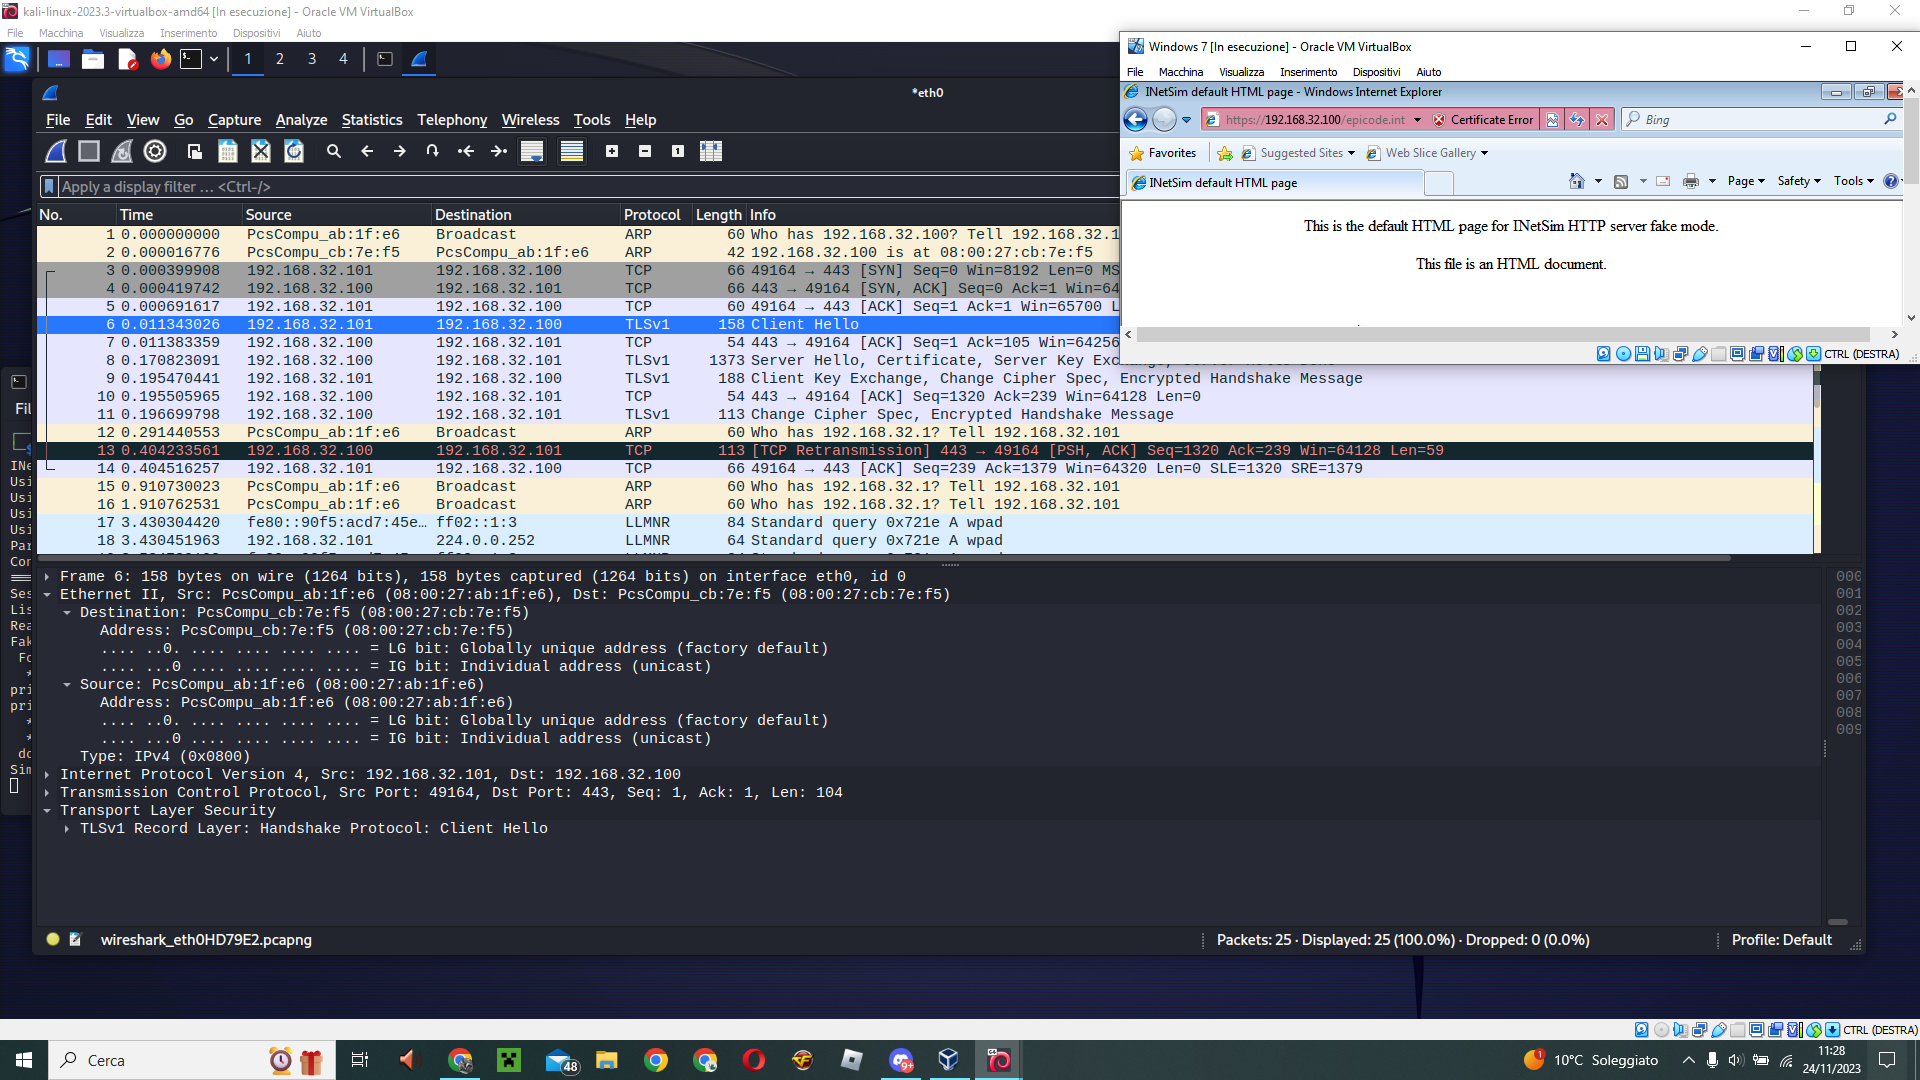 kali-linux-2023.3-virtualbox-amd64 [In esecuzione] - Oracle VM VirtualBox
File Macchina Visualizza Inserimento Dispositivi Aiuto
1 2 3 4
*eth0
File Edit View Go Capture Analyze Statistics Telephony Wireless Tools Help
Apply a display filter … <Ctrl-/>
No. Time Source Destination Protocol Length Info
1 0.000000000 PcsCompu_ab:1f:e6 Broadcast ARP 60 Who has 192.168.32.100? Tell 192.168.32.1
2 0.000016776 PcsCompu_cb:7e:f5 PcsCompu_ab:1f:e6 ARP 42 192.168.32.100 is at 08:00:27:cb:7e:f5
3 0.000399908 192.168.32.101 192.168.32.100 TCP 66 49164 → 443 [SYN] Seq=0 Win=8192 Len=0 MS
4 0.000419742 192.168.32.100 192.168.32.101 TCP 66 443 → 49164 [SYN, ACK] Seq=0 Ack=1 Win=64
5 0.000691617 192.168.32.101 192.168.32.100 TCP 60 49164 → 443 [ACK] Seq=1 Ack=1 Win=65700 L
6 0.011343026 192.168.32.101 192.168.32.100 TLSv1 158 Client Hello
7 0.011383359 192.168.32.100 192.168.32.101 TCP 54 443 → 49164 [ACK] Seq=1 Ack=105 Win=64256
8 0.170823091 192.168.32.100 192.168.32.101 TLSv1 1373 Server Hello, Certificate, Server Key Exc
9 0.195470441 192.168.32.101 192.168.32.100 TLSv1 188 Client Key Exchange, Change Cipher Spec, Encrypted Handshake Message
10 0.195505965 192.168.32.100 192.168.32.101 TCP 54 443 → 49164 [ACK] Seq=1320 Ack=239 Win=64128 Len=0
11 0.196699798 192.168.32.100 192.168.32.101 TLSv1 113 Change Cipher Spec, Encrypted Handshake Message
12 0.291440553 PcsCompu_ab:1f:e6 Broadcast ARP 60 Who has 192.168.32.1? Tell 192.168.32.101
13 0.404233561 192.168.32.100 192.168.32.101 TCP 113 [TCP Retransmission] 443 → 49164 [PSH, ACK] Seq=1320 Ack=239 Win=64128 Len=59
14 0.404516257 192.168.32.101 192.168.32.100 TCP 66 49164 → 443 [ACK] Seq=239 Ack=1379 Win=64320 Len=0 SLE=1320 SRE=1379
15 0.910730023 PcsCompu_ab:1f:e6 Broadcast ARP 60 Who has 192.168.32.1? Tell 192.168.32.101
16 1.910762531 PcsCompu_ab:1f:e6 Broadcast ARP 60 Who has 192.168.32.1? Tell 192.168.32.101
17 3.430304420 fe80::90f5:acd7:45e… ff02::1:3 LLMNR 84 Standard query 0x721e A wpad
18 3.430451963 192.168.32.101 224.0.0.252 LLMNR 64 Standard query 0x721e A wpad
Frame 6: 158 bytes on wire (1264 bits), 158 bytes captured (1264 bits) on interface eth0, id 0
Ethernet II, Src: PcsCompu_ab:1f:e6 (08:00:27:ab:1f:e6), Dst: PcsCompu_cb:7e:f5 (08:00:27:cb:7e:f5)
Destination: PcsCompu_cb:7e:f5 (08:00:27:cb:7e:f5)
Address: PcsCompu_cb:7e:f5 (08:00:27:cb:7e:f5)
.... ..0. .... .... .... .... = LG bit: Globally unique address (factory default)
.... ...0 .... .... .... .... = IG bit: Individual address (unicast)
Source: PcsCompu_ab:1f:e6 (08:00:27:ab:1f:e6)
Address: PcsCompu_ab:1f:e6 (08:00:27:ab:1f:e6)
.... ..0. .... .... .... .... = LG bit: Globally unique address (factory default)
.... ...0 .... .... .... .... = IG bit: Individual address (unicast)
Type: IPv4 (0x0800)
Internet Protocol Version 4, Src: 192.168.32.101, Dst: 192.168.32.100
Transmission Control Protocol, Src Port: 49164, Dst Port: 443, Seq: 1, Ack: 1, Len: 104
Transport Layer Security
TLSv1 Record Layer: Handshake Protocol: Client Hello
000
001
002
003
004
005
006
007
008
009
wireshark_eth0HD79E2.pcapng
Packets: 25 · Displayed: 25 (100.0%) · Dropped: 0 (0.0%)
Profile: Default
Fil
INe
Usi
Usi
Usi
Usi
Par
Con
===
Ses
Lis
Rea
Fak
Fo
*
pri
pri
*
*
do
Sim
Windows 7 [In esecuzione] - Oracle VM VirtualBox
File Macchina Visualizza Inserimento Dispositivi Aiuto
INetSim default HTML page - Windows Internet Explorer
https://192.168.32.100/epicode.int
Certificate Error
Bing
Favorites Suggested Sites Web Slice Gallery
INetSim default HTML page
Page Safety Tools
This is the default HTML page for INetSim HTTP server fake mode.
This file is an HTML document.
CTRL (DESTRA)
CTRL (DESTRA)
Cerca
48
9+
1
10°C Soleggiato
11:28
24/11/2023